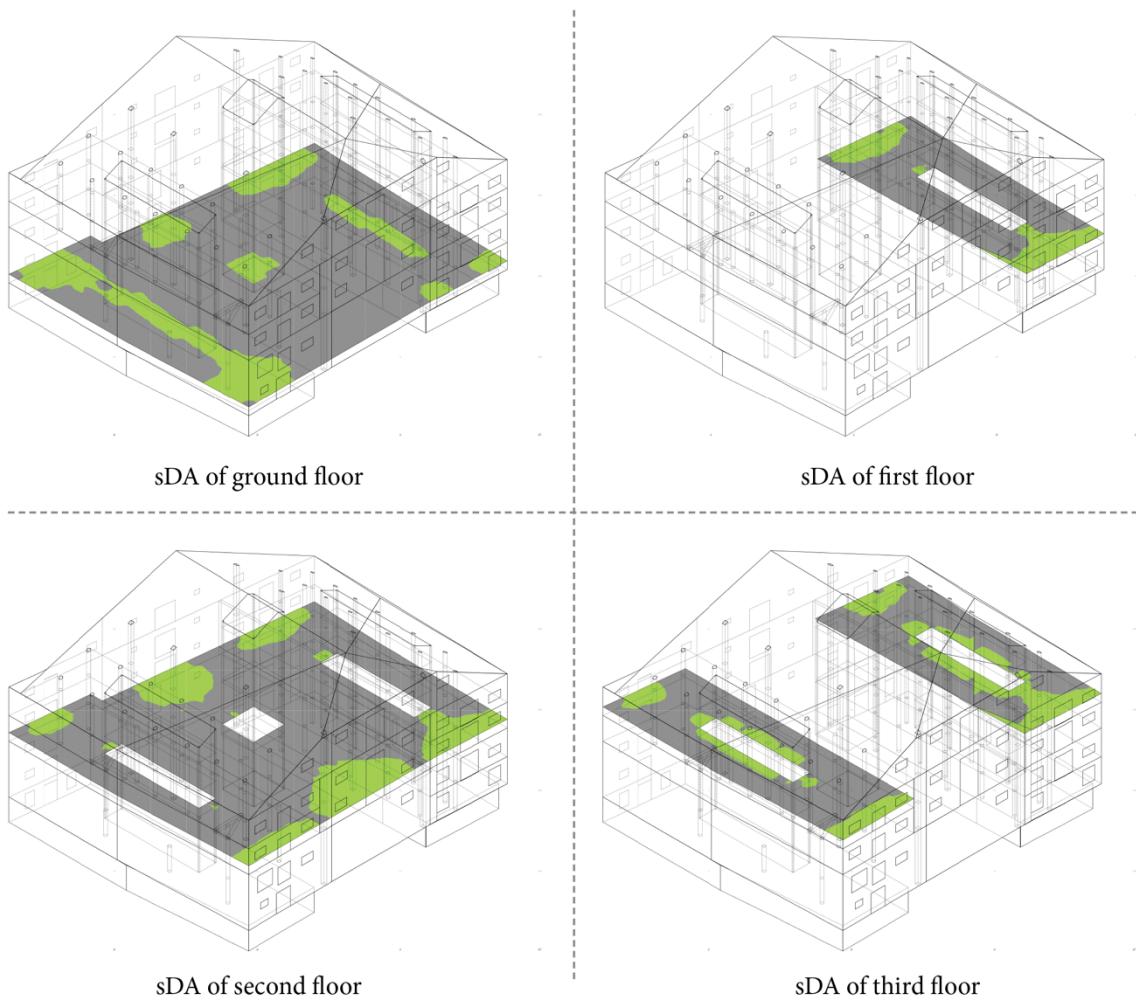 sDA of ground floor
sDA of first floor
sDA of second floor
sDA of third floor